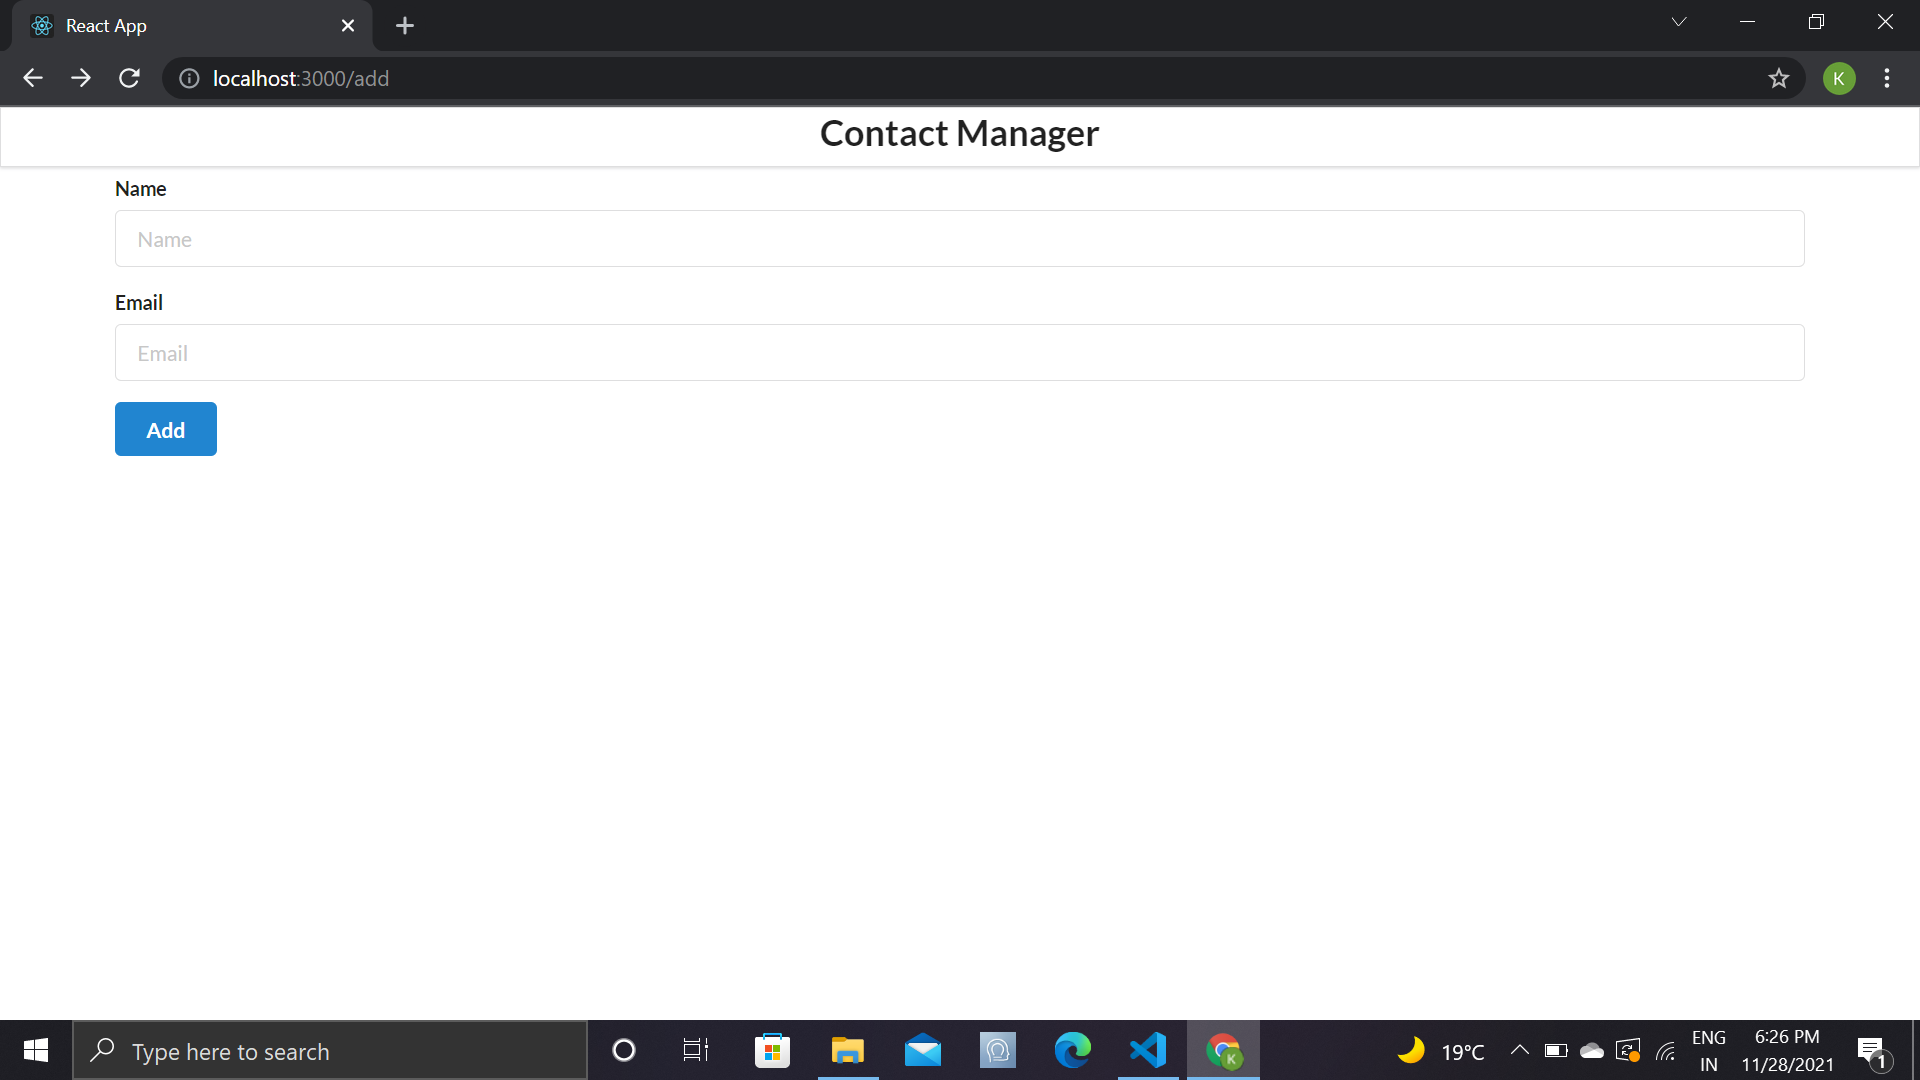 React App
localhost:3000/add
K
Contact Manager
Name
Name
Email
Email
Add
Type here to search
K
19°C
ENG
IN
6:26 PM
11/28/2021
1